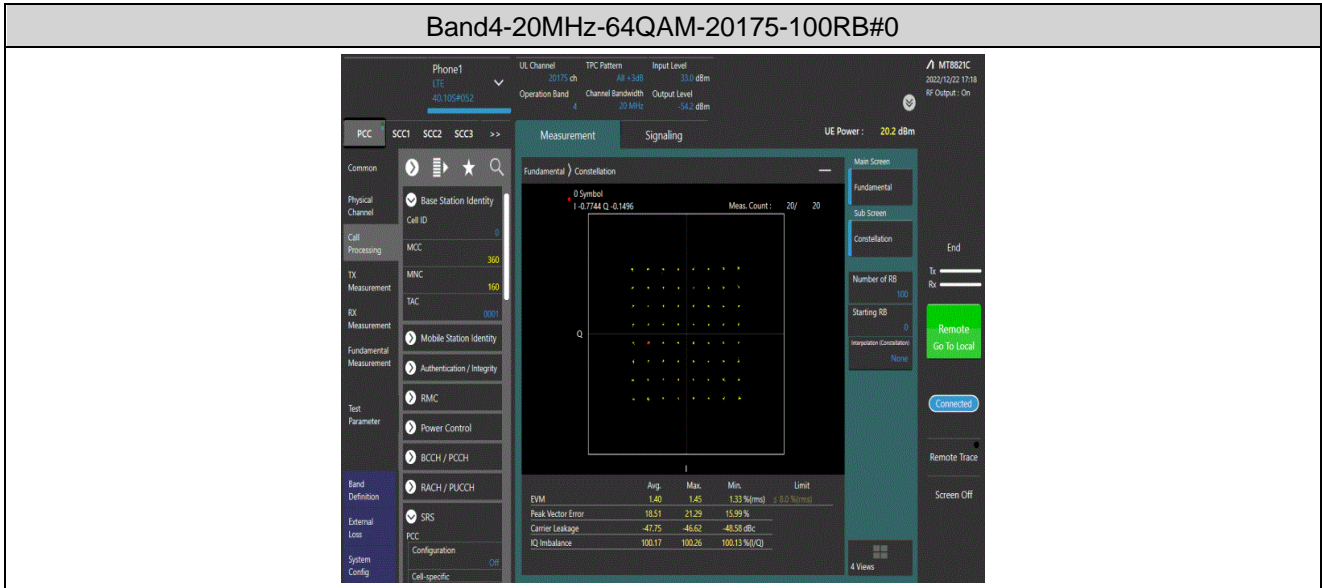 Band4-20MHz-64QAM-20175-100RB#0
Phone1
LTE
40.10S#052
UL Channel TPC Pattern Input Level
20175 ch All +3dB 33.0 dBm
Operation Band Channel Bandwidth Output Level
4 20 MHz -54.2 dBm
MT8821C
2022/12/22 17:18
RF Output : On
PCC SCC1 SCC2 SCC3 >>
Measurement Signaling
UE Power : 20.2 dBm
Common
Physical
Channel
Call
Processing
TX
Measurement
RX
Measurement
Fundamental
Measurement
Test
Parameter
Band
Definition
External
Loss
System
Config
Base Station Identity
Cell ID
0
MCC
360
MNC
160
TAC
0001
Mobile Station Identity
Authentication / Integrity
RMC
Power Control
BCCH / PCCH
RACH / PUCCH
SRS
PCC
Configuration
Off
Cell-specific
Fundamental Constellation
0 Symbol
I -0.7744 Q -0.1496 Meas. Count : 20/ 20
Q
I
Avg. Max. Min. Limit
EVM 1.40 1.45 1.33 %(rms) ≤ 8.0 %(rms)
Peak Vector Error 18.51 21.29 15.99 %
Carrier Leakage -47.75 -46.62 -48.58 dBc
IQ Imbalance 100.17 100.26 100.13 %(I/Q)
Main Screen
Fundamental
Sub Screen
Constellation
Number of RB
100
Starting RB
0
Interpolation (Constellation)
None
4 Views
End
Tx
Rx
Remote
Go To Local
Connected
Remote Trace
Screen Off